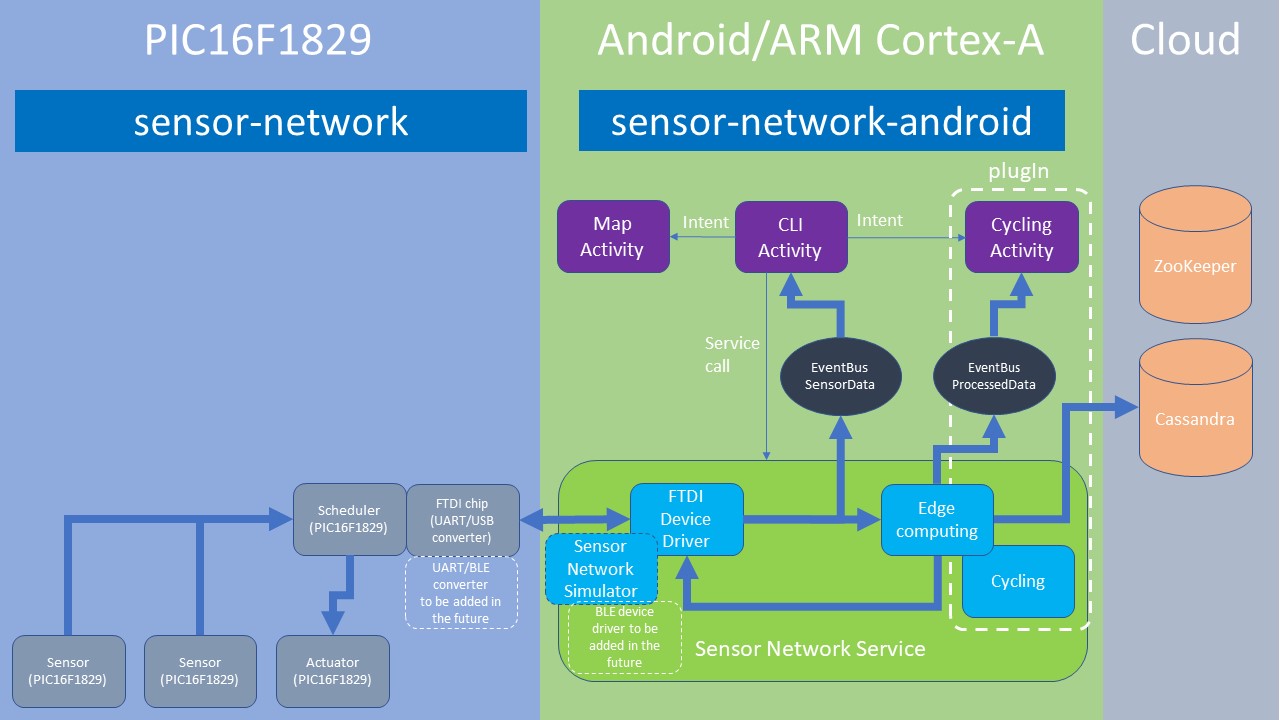 PIC16F1829
Android/ARM Cortex-A
Cloud
sensor-network
sensor-network-android
plugIn
Map
Activity
Intent
CLI
Activity
Intent
Cycling
Activity
ZooKeeper
Service
call
EventBus
SensorData
EventBus
ProcessedData
Cassandra
Scheduler
(PIC16F1829)
FTDI chip
(UART/USB
converter)
FTDI
Device
Driver
Edge
computing
Sensor
Network
Simulator
UART/BLE
converter
to be added in
the future
Cycling
BLE device
driver to be
added in the
future
Sensor Network Service
Sensor
(PIC16F1829)
Sensor
(PIC16F1829)
Actuator
(PIC16F1829)